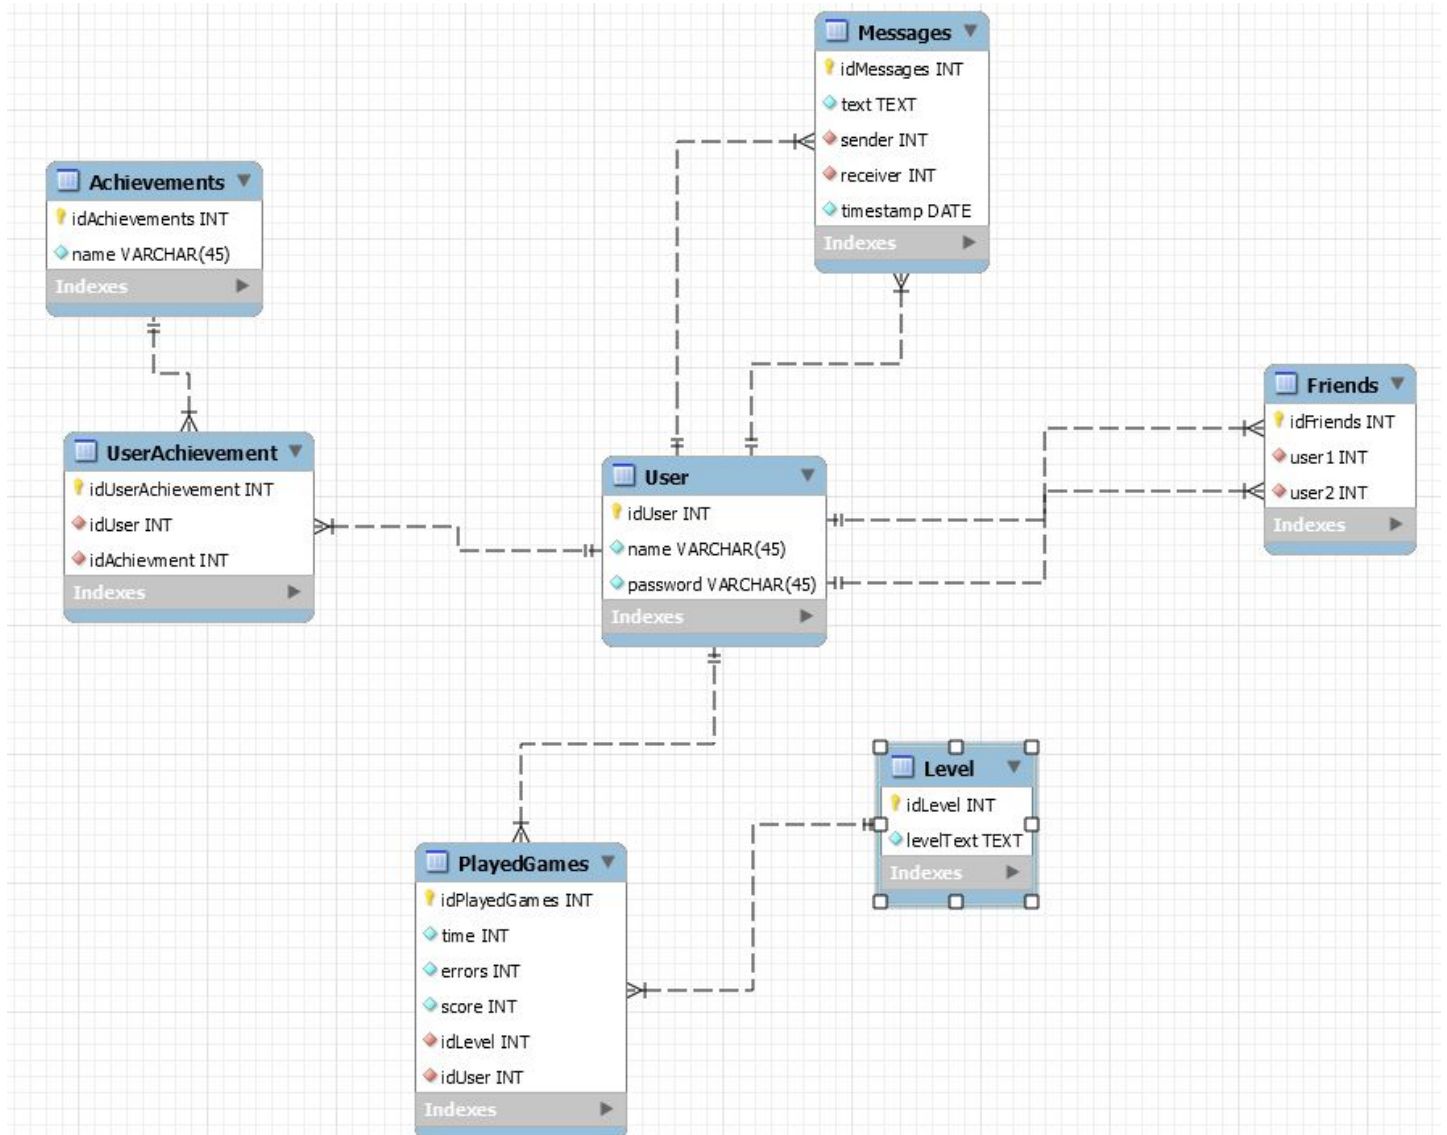 Messages
idMessages INT
text TEXT
sender INT
receiver INT
timestamp DATE
Indexes
Achievements
idAchievements INT
name VARCHAR(45)
Indexes
UserAchievement
idUserAchievement INT
idUser INT
idAchievment INT
Indexes
User
idUser INT
name VARCHAR(45)
password VARCHAR(45)
Indexes
Friends
idFriends INT
user1 INT
user2 INT
Indexes
Level
idLevel INT
levelText TEXT
Indexes
PlayedGames
idPlayedGames INT
time INT
errors INT
score INT
idLevel INT
idUser INT
Indexes